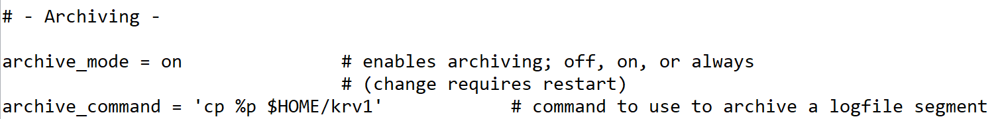 # - Archiving -
archive_mode = on # enables archiving; off, on, or always
# (change requires restart)
archive_command = 'cp %p $HOME/krv1' # command to use to archive a logfile segment